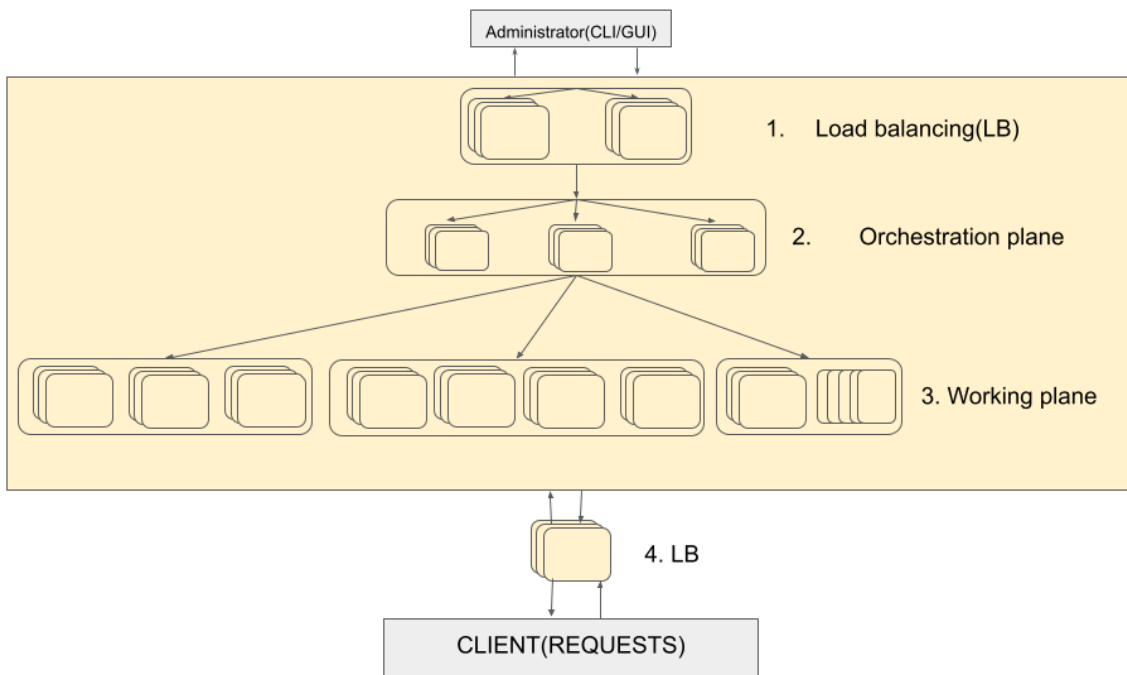 Administrator(CLI/GUI)
1. Load balancing(LB)
2. Orchestration plane
3. Working plane
4. LB
CLIENT(REQUESTS)